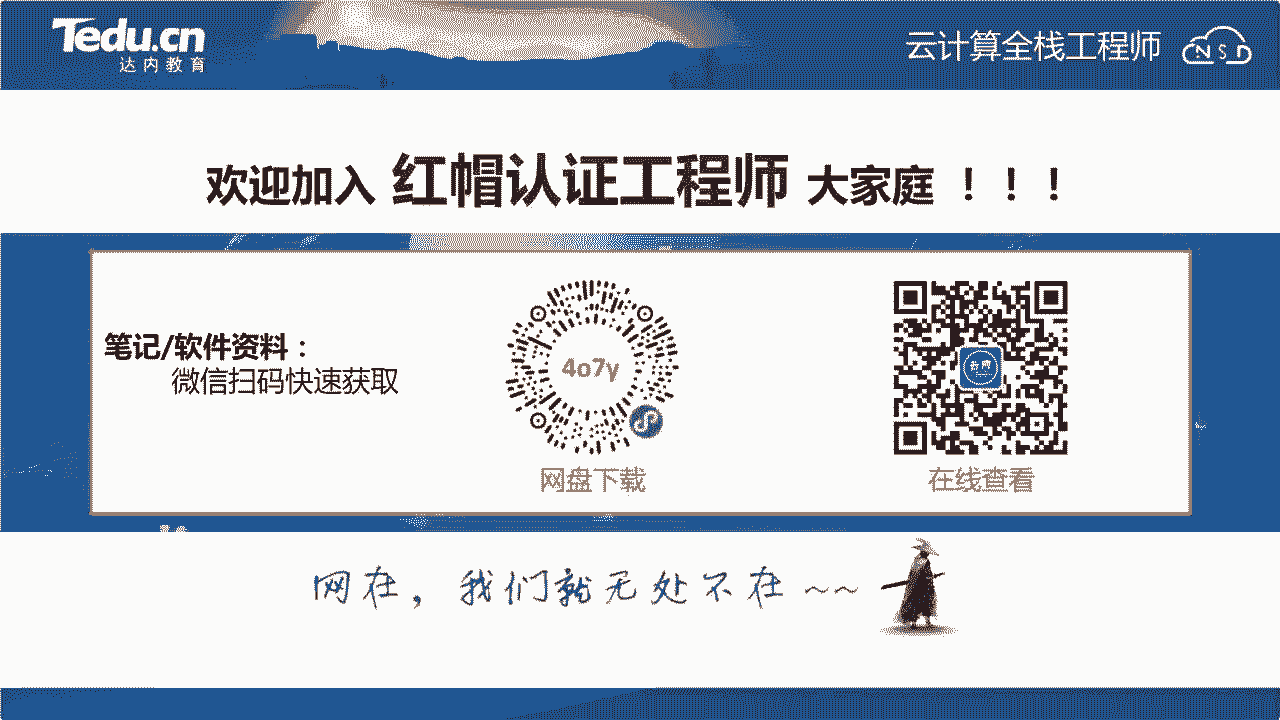 Tedu.cn
达内教育
云计算全栈工程师
NSD
欢迎加入 红帽认证工程师 大家庭 ！！！
笔记/软件资料：
微信扫码快速获取
4o7y
网盘下载
在线查看
网在，我们就无处不在 ~~